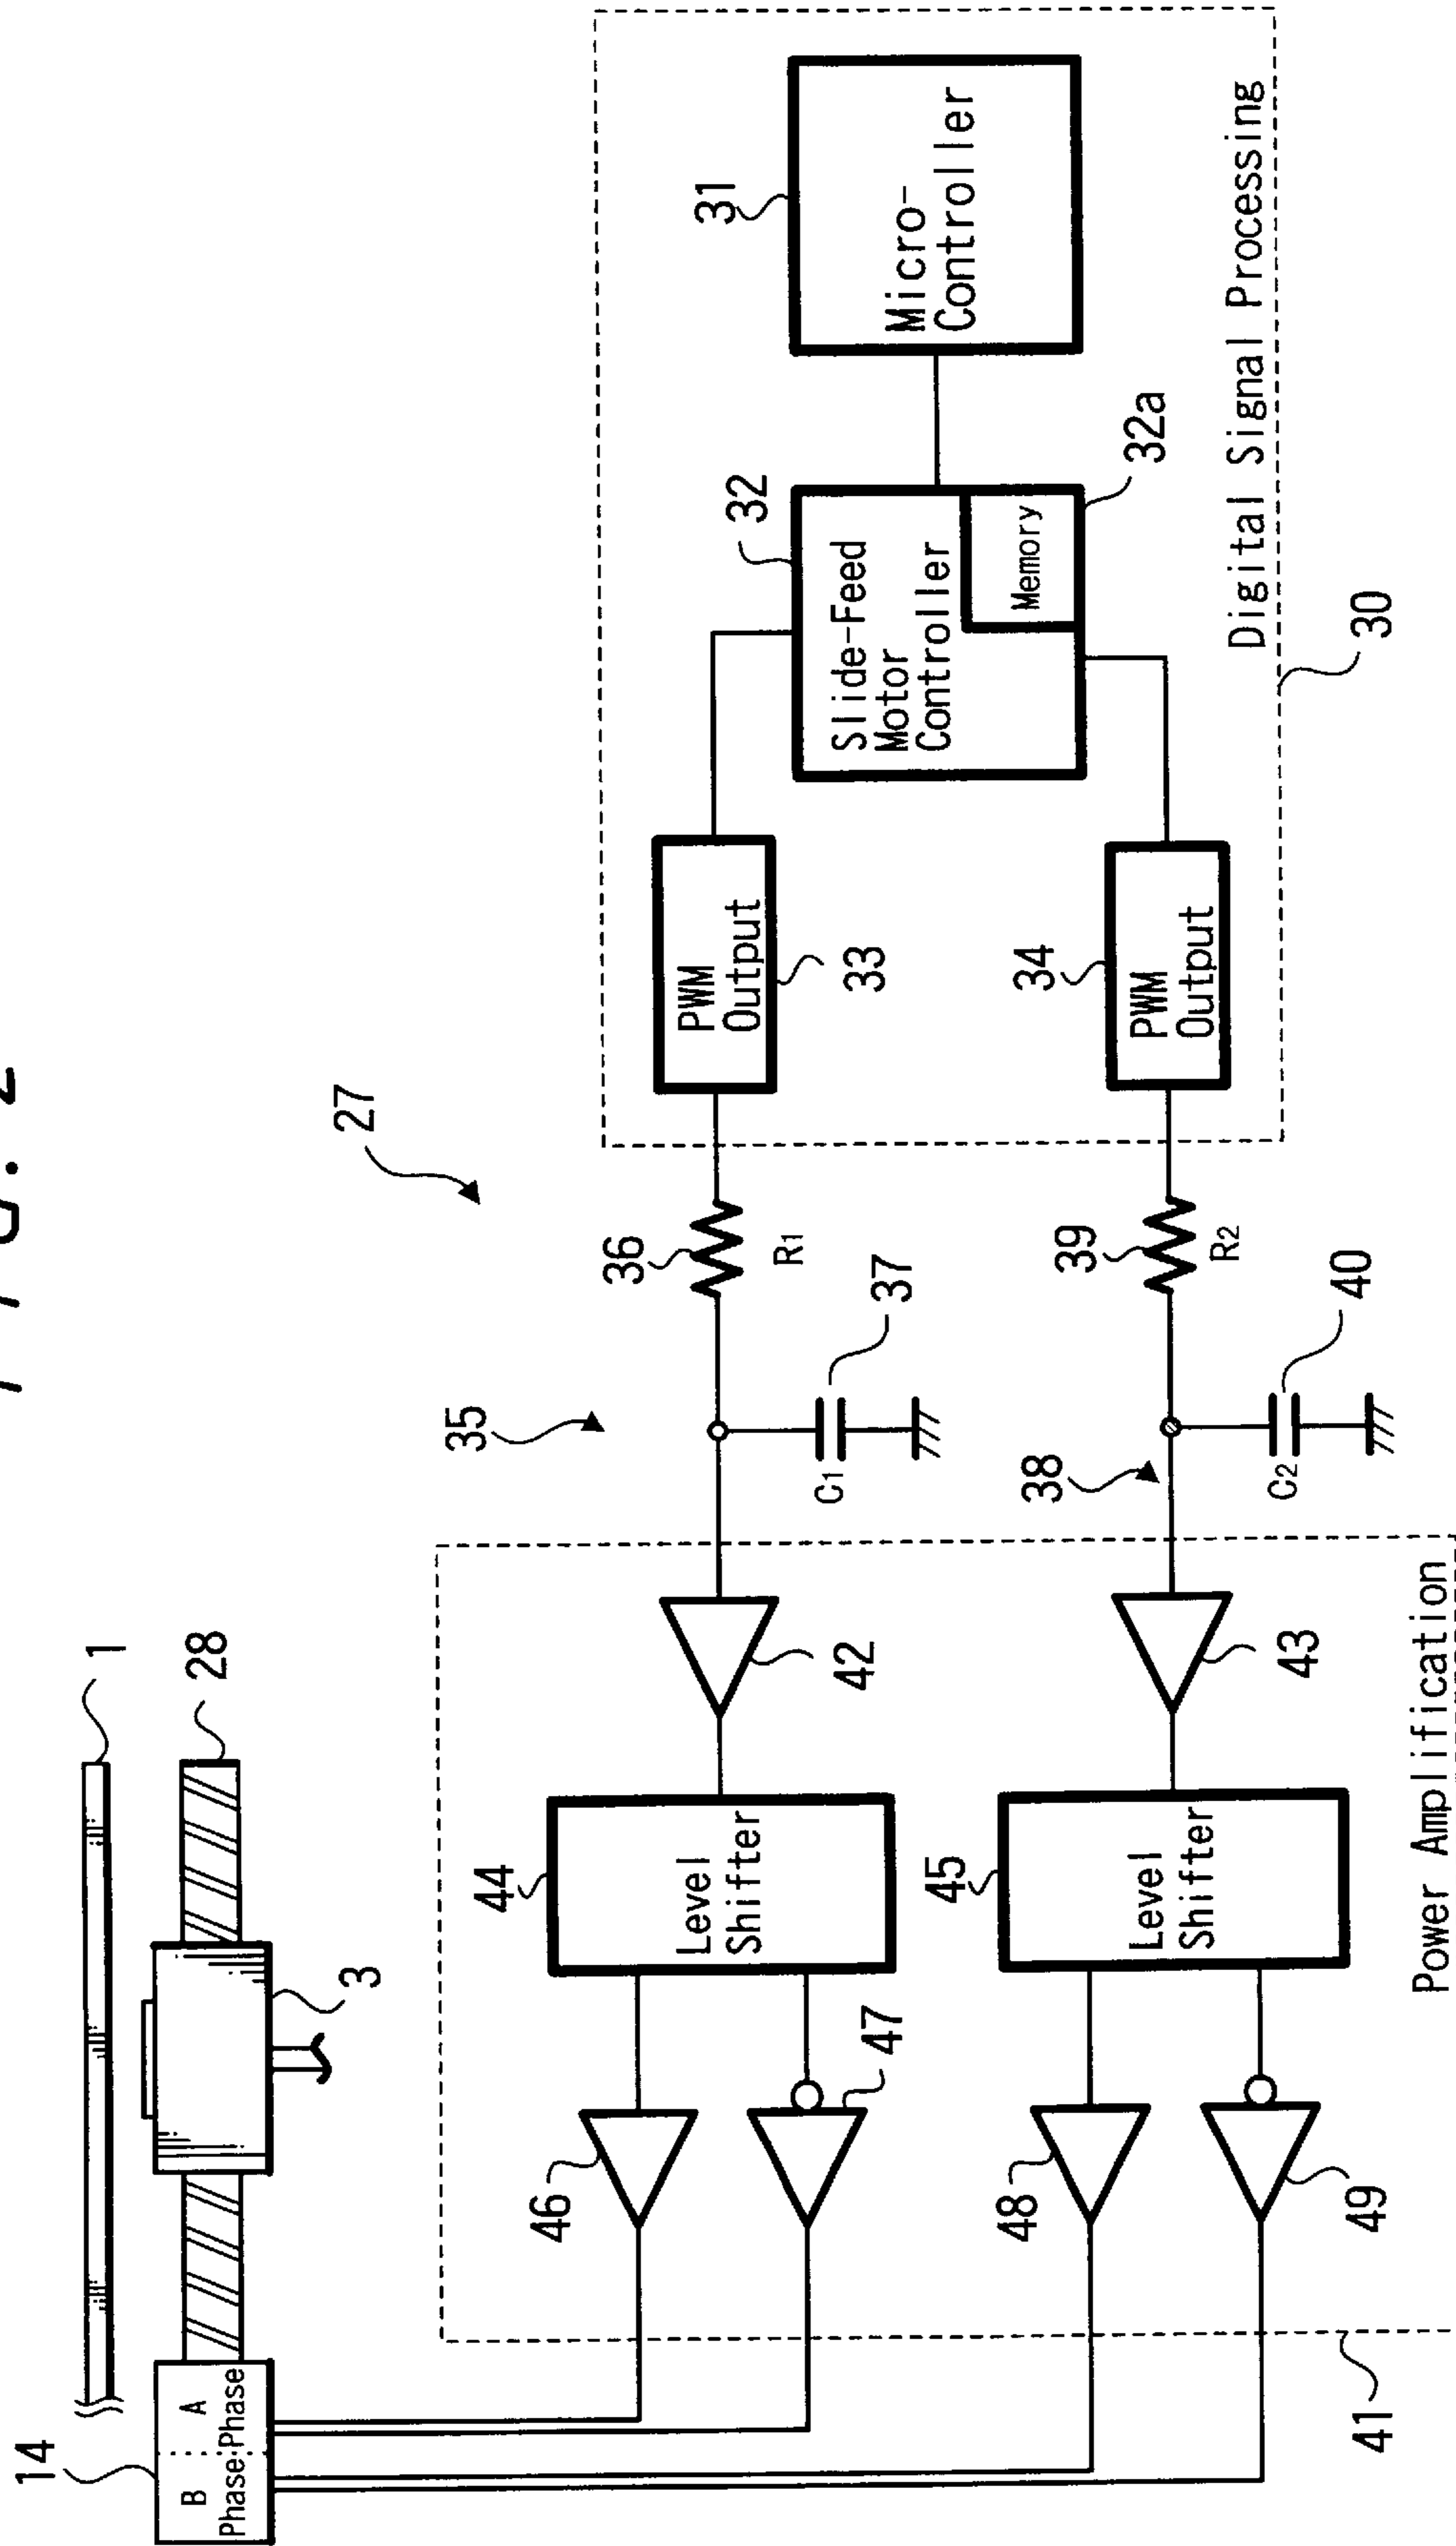 FIG. 2
14
B Phase
A Phase
1
28
3
27
35
36
R1
37
C1
38
39
R2
40
C2
42
43
44
Level
Shifter
45
Level
Shifter
46
47
48
49
Power Amplification
41
PWM
Output
33
34
PWM
Output
32
Slide-Feed
Motor
Controller
Memory
32a
31
Micro-
Controller
Digital Signal Processing
30